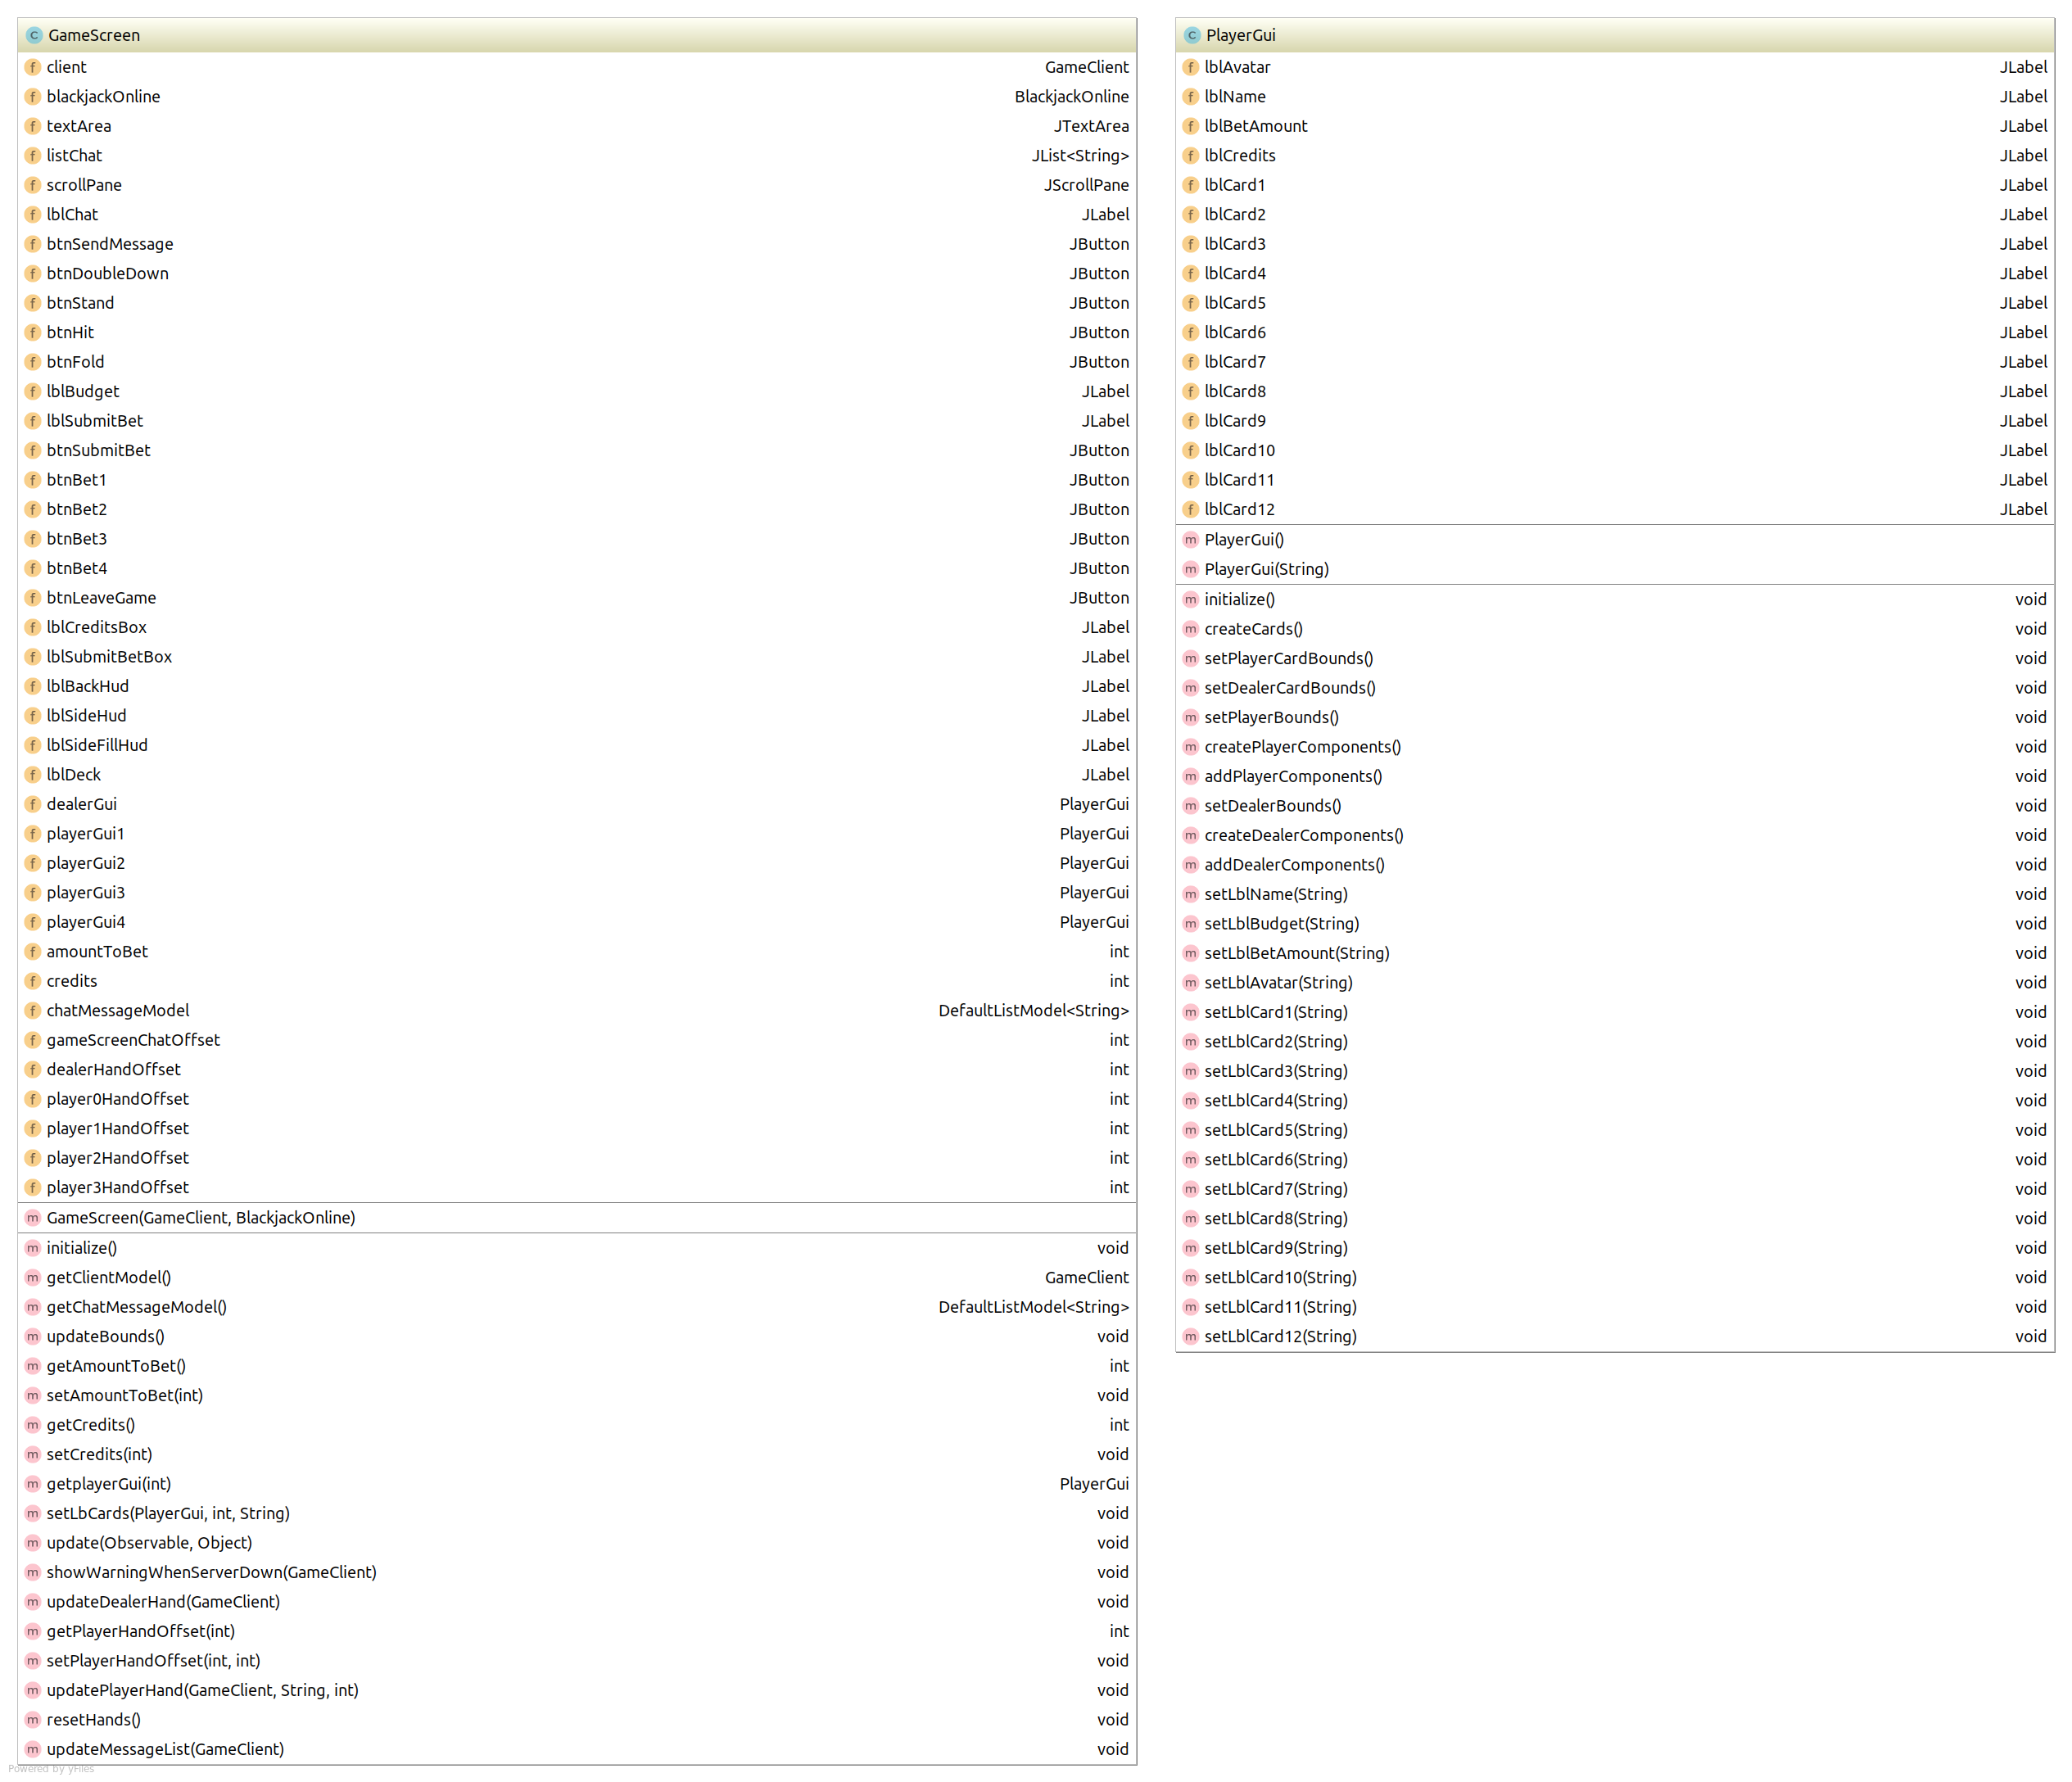 GameScreen
client GameClient
blackjackOnline BlackjackOnline
textArea JTextArea
listChat JList<String>
scrollPane JScrollPane
lblChat JLabel
btnSendMessage JButton
btnDoubleDown JButton
btnStand JButton
btnHit JButton
btnFold JButton
lblBudget JLabel
lblSubmitBet JLabel
btnSubmitBet JButton
btnBet1 JButton
btnBet2 JButton
btnBet3 JButton
btnBet4 JButton
btnLeaveGame JButton
lblCreditsBox JLabel
lblSubmitBetBox JLabel
lblBackHud JLabel
lblSideHud JLabel
lblSideFillHud JLabel
lblDeck JLabel
dealerGui PlayerGui
playerGui1 PlayerGui
playerGui2 PlayerGui
playerGui3 PlayerGui
playerGui4 PlayerGui
amountToBet int
credits int
chatMessageModel DefaultListModel<String>
gameScreenChatOffset int
dealerHandOffset int
player0HandOffset int
player1HandOffset int
player2HandOffset int
player3HandOffset int
GameScreen(GameClient, BlackjackOnline)
initialize() void
getClientModel() GameClient
getChatMessageModel() DefaultListModel<String>
updateBounds() void
getAmountToBet() int
setAmountToBet(int) void
getCredits() int
setCredits(int) void
getplayerGui(int) PlayerGui
setLbCards(PlayerGui, int, String) void
update(Observable, Object) void
showWarningWhenServerDown(GameClient) void
updateDealerHand(GameClient) void
getPlayerHandOffset(int) int
setPlayerHandOffset(int, int) void
updatePlayerHand(GameClient, String, int) void
resetHands() void
updateMessageList(GameClient) void
PlayerGui
lblAvatar JLabel
lblName JLabel
lblBetAmount JLabel
lblCredits JLabel
lblCard1 JLabel
lblCard2 JLabel
lblCard3 JLabel
lblCard4 JLabel
lblCard5 JLabel
lblCard6 JLabel
lblCard7 JLabel
lblCard8 JLabel
lblCard9 JLabel
lblCard10 JLabel
lblCard11 JLabel
lblCard12 JLabel
PlayerGui()
PlayerGui(String)
initialize() void
createCards() void
setPlayerCardBounds() void
setDealerCardBounds() void
setPlayerBounds() void
createPlayerComponents() void
addPlayerComponents() void
setDealerBounds() void
createDealerComponents() void
addDealerComponents() void
setLblName(String) void
setLblBudget(String) void
setLblBetAmount(String) void
setLblAvatar(String) void
setLblCard1(String) void
setLblCard2(String) void
setLblCard3(String) void
setLblCard4(String) void
setLblCard5(String) void
setLblCard6(String) void
setLblCard7(String) void
setLblCard8(String) void
setLblCard9(String) void
setLblCard10(String) void
setLblCard11(String) void
setLblCard12(String) void
Powered by yFiles